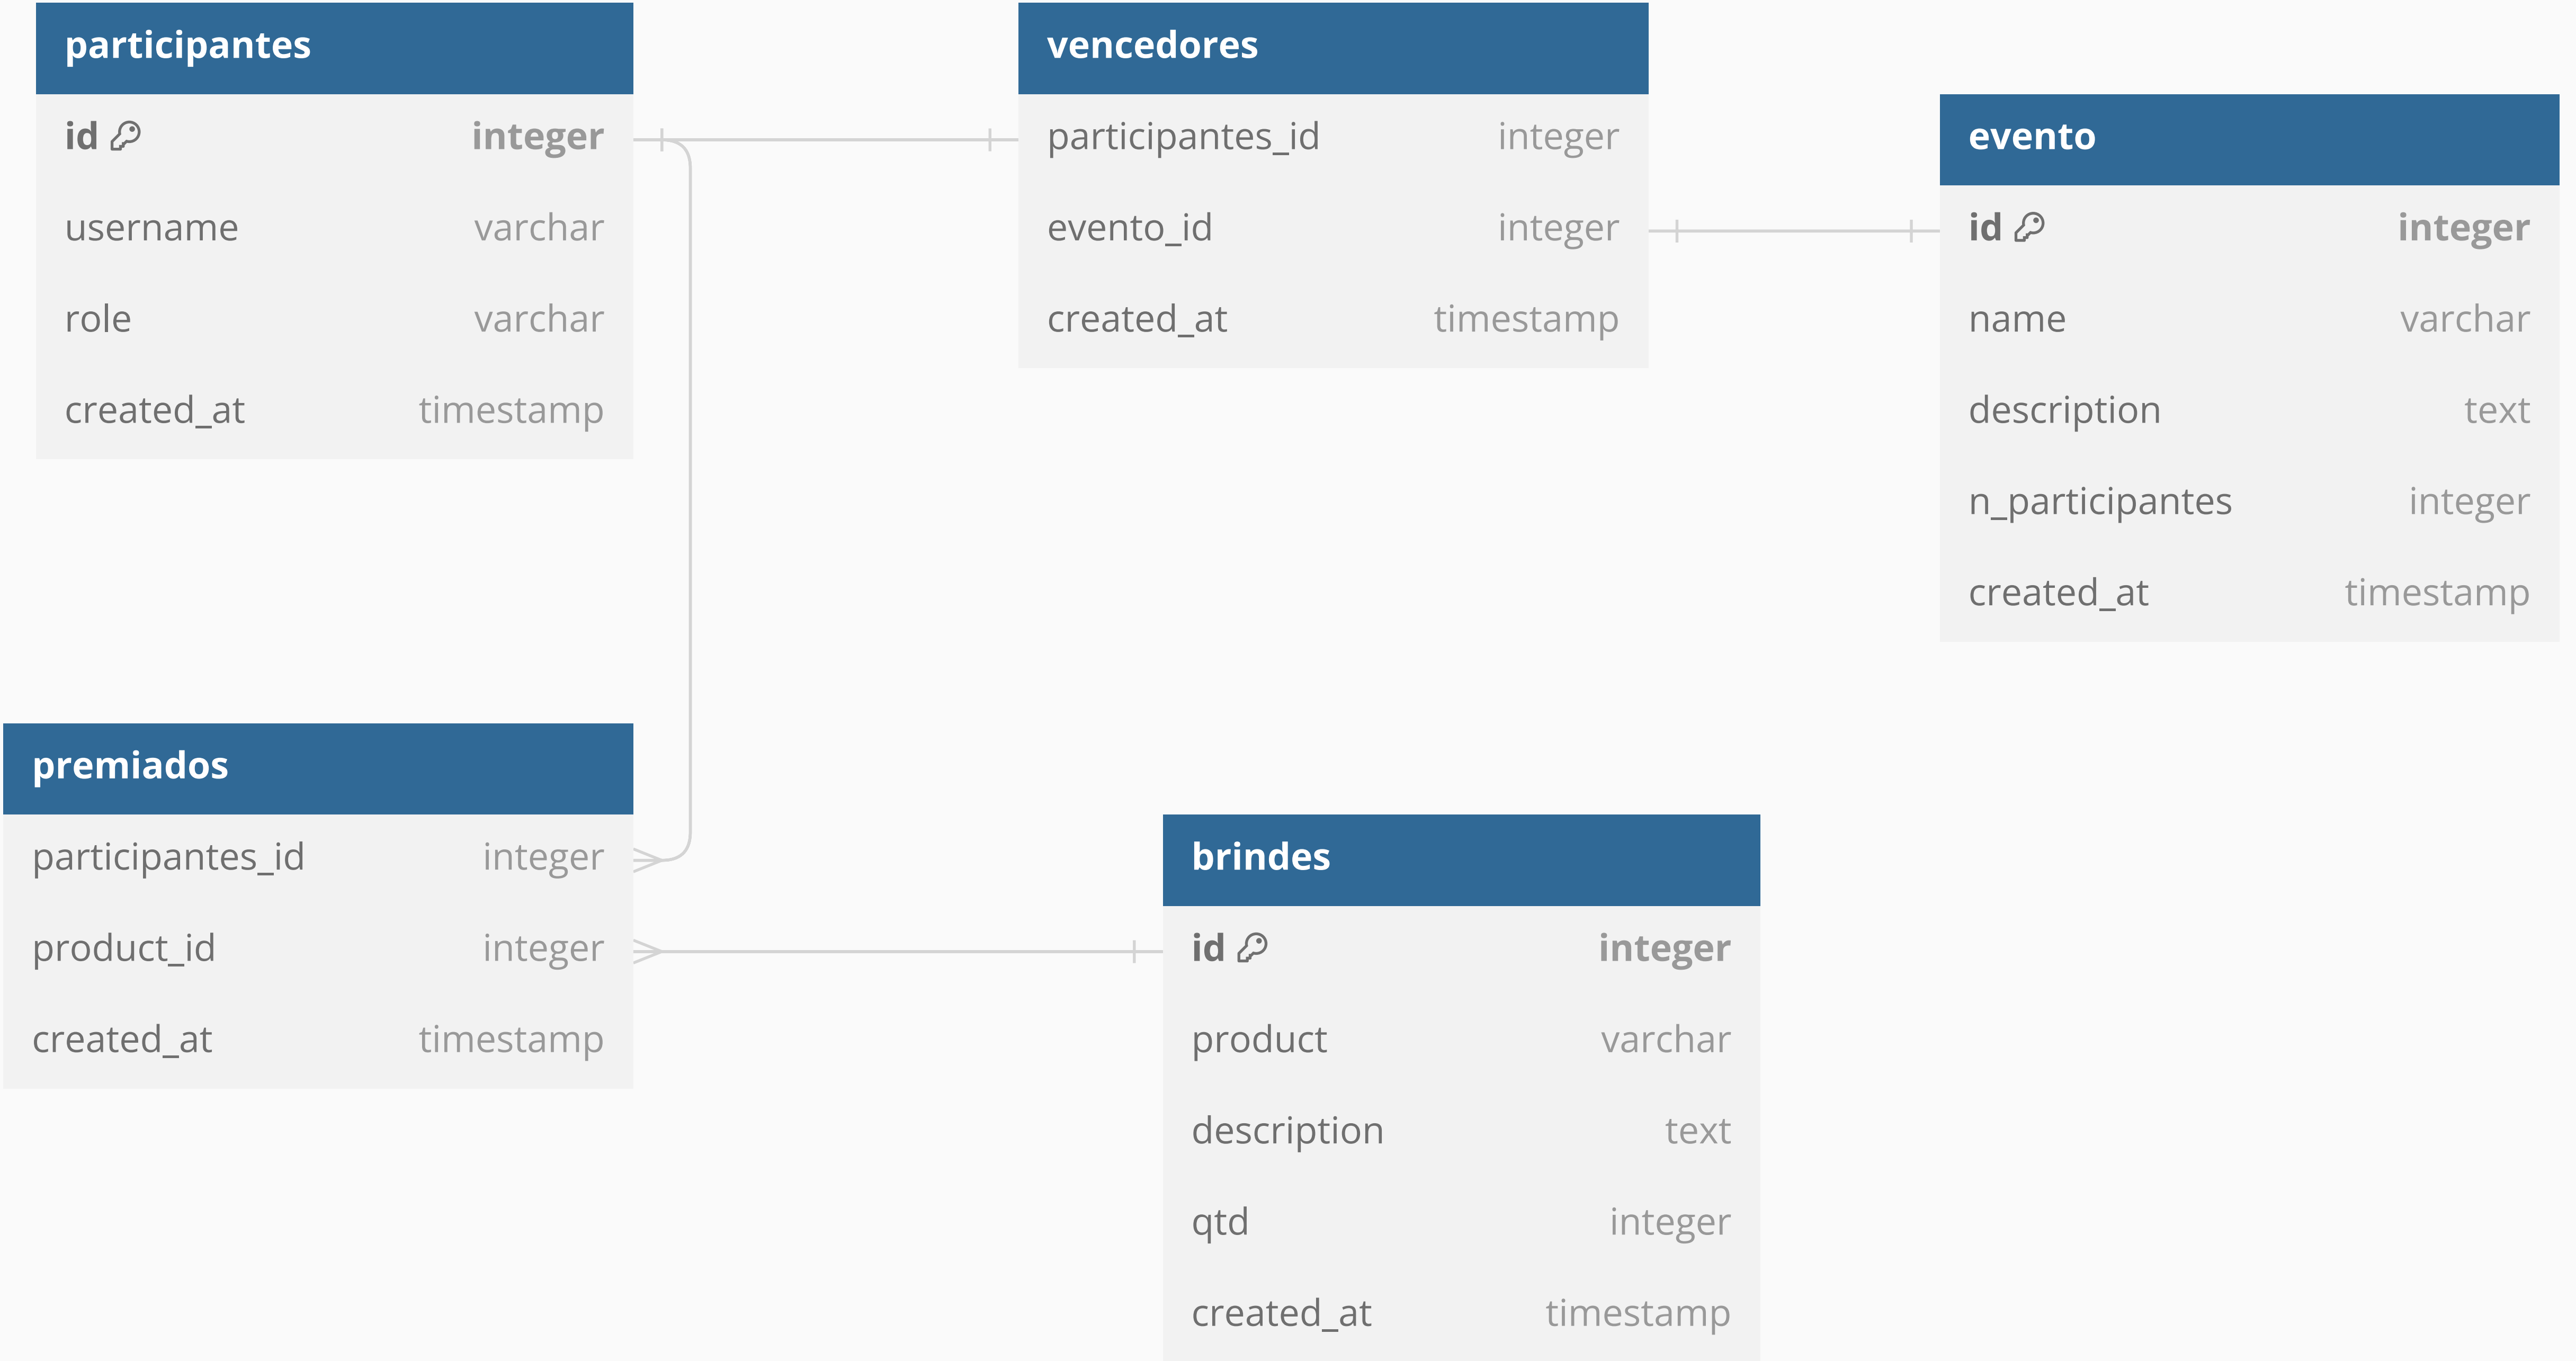 participantes
id integer
username varchar
role varchar
created_at timestamp
vencedores
participantes_id integer
evento_id integer
created_at timestamp
evento
id integer
name varchar
description text
n_participantes integer
created_at timestamp
premiados
participantes_id integer
product_id integer
created_at timestamp
brindes
id integer
product varchar
description text
qtd integer
created_at timestamp